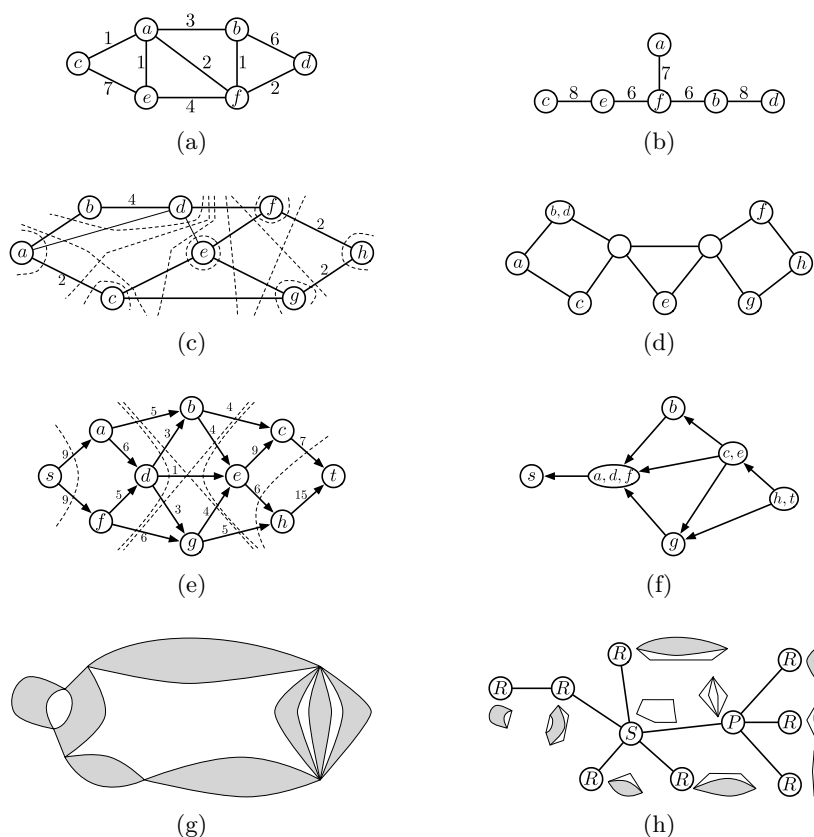 3
a b
1 6
1 2 1
c d
7 2
e 4 f
(a)
a
7
8 6 6 8
c e f b d
(b)
4
b d f
2
a e h
2 2
c g
(c)
b, d f
a h
c e g
(d)
b
5 4
a c
9 3 4 7
6 9
s d 1 e t
9 5 3 4 6 15
f h
6 5
g
(e)
b
c, e
s a, d, f
h, t
g
(f)
(g)
R R
R R
S P R
R R R
(h)